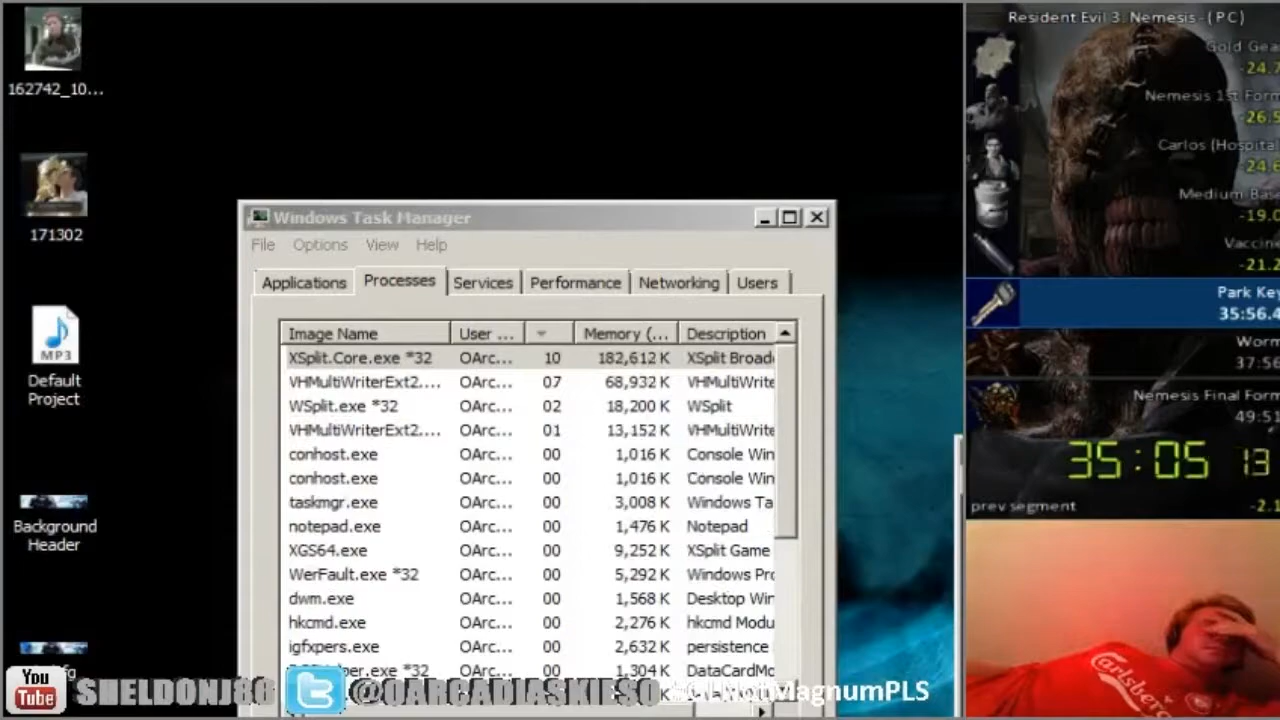 162742_10...
171302
MP3
Default
Project
Background
Header
Windows Task Manager
File Options View Help
Applications Processes Services Performance Networking Users
Image Name User ... Memory (... Description
XSplit.Core.exe *32 OArc... 10 182,612 K XSplit Broad
VHMultiWriterExt2.... OArc... 07 68,932 K VHMultiWrite
WSplit.exe *32 OArc... 02 18,200 K WSplit
VHMultiWriterExt2.... OArc... 01 13,152 K VHMultiWrite
conhost.exe OArc... 00 1,016 K Console Win
conhost.exe OArc... 00 1,016 K Console Win
taskmgr.exe OArc... 00 3,008 K Windows Ta
notepad.exe OArc... 00 1,476 K Notepad
XGS64.exe OArc... 00 9,252 K XSplit Game
WerFault.exe *32 OArc... 00 5,292 K Windows Pro
dwm.exe OArc... 00 1,568 K Desktop Win
hkcmd.exe OArc... 00 2,276 K hkcmd Modu
igfxpers.exe OArc... 00 2,632 K persistence
.exe *32 OArc... 00 1,304 K DataCardMo
Resident Evil 3: Nemesis - (PC)
Gold Gea
-24.7
Nemesis 1st Form
-26.5
Carlos (Hospital
-24.6
Medium Bas
-19.0
Vaccine
-21.2
Park Key
35:56.4
Worm
37:56
Nemesis Final Form
49:51
35:05 13
prev segment -2.1
Carlsberg
You
Tube
SHELDONJ86 @OARCADIASKIESO